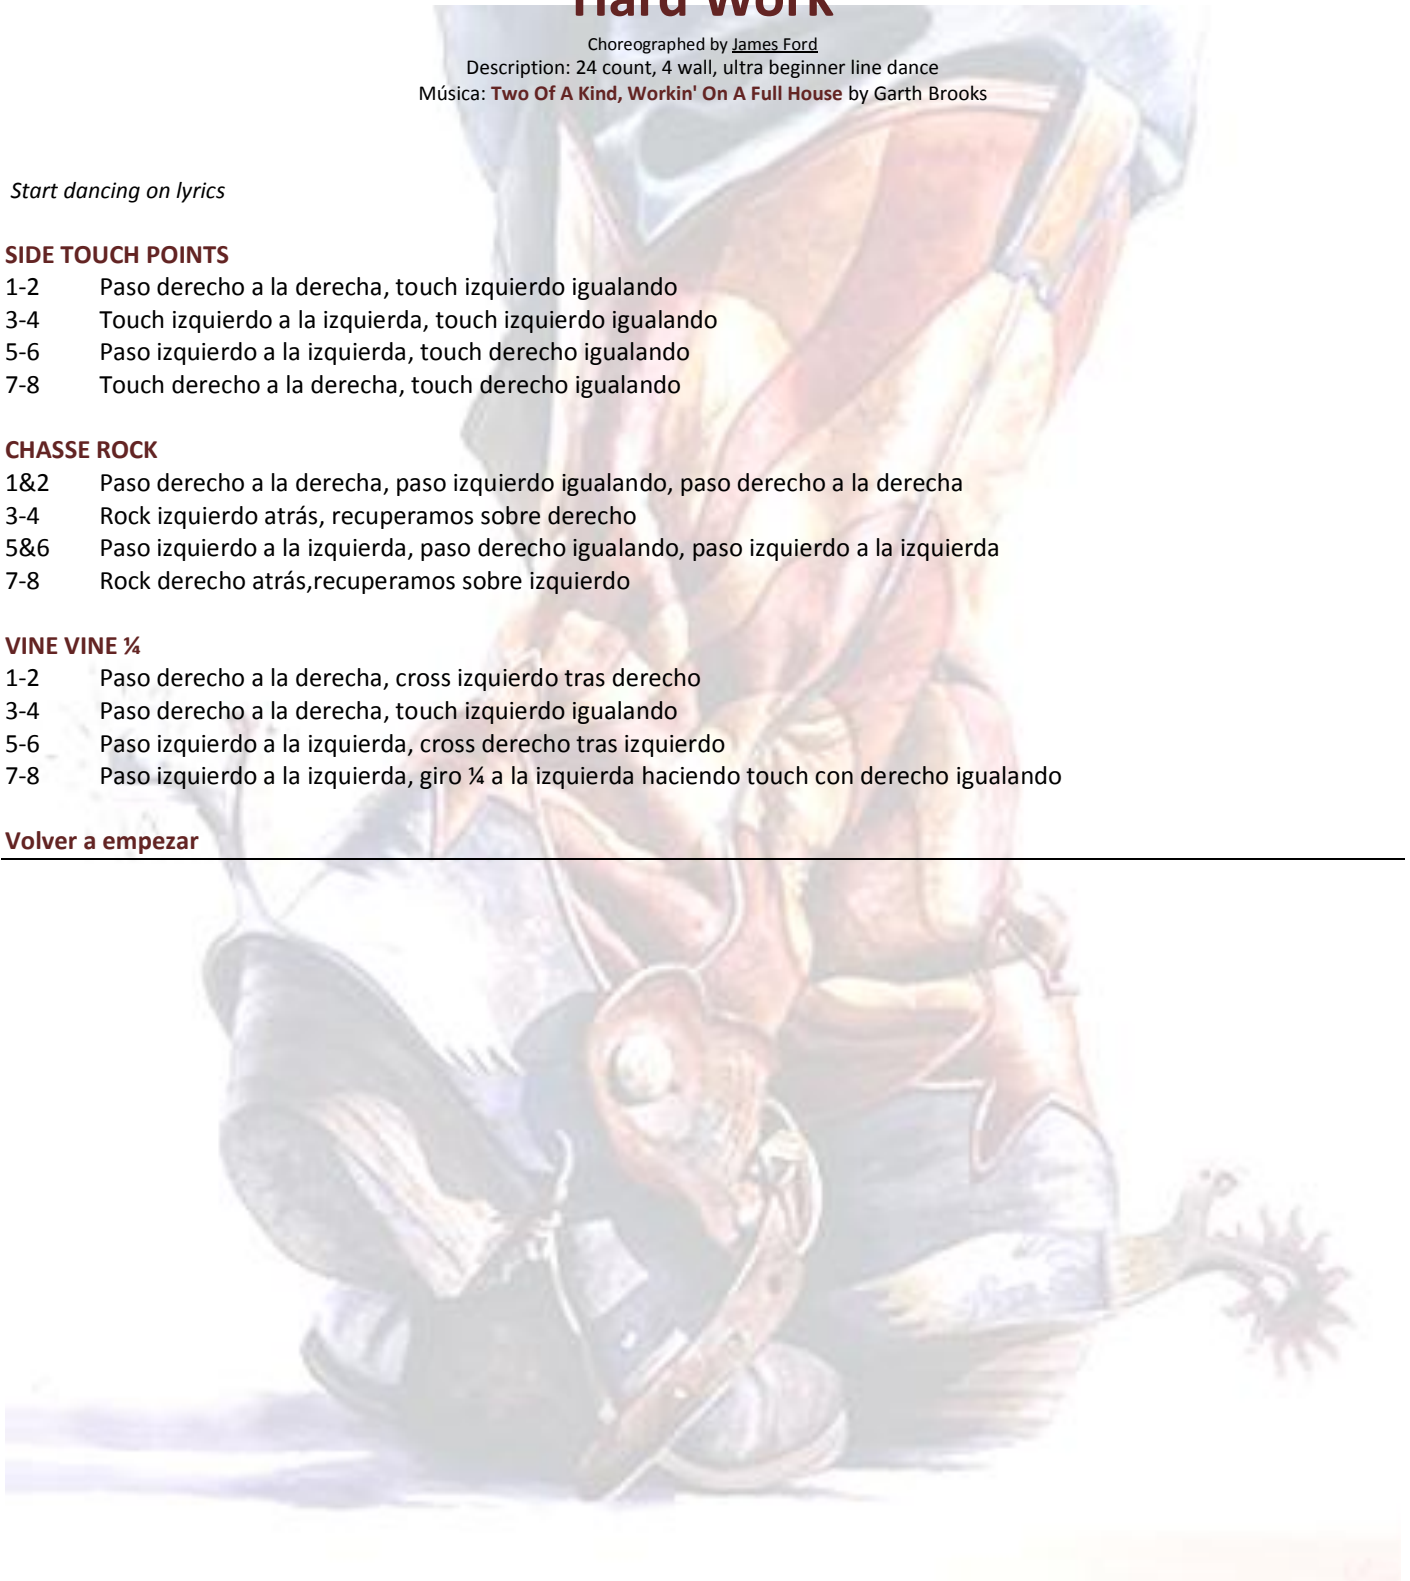 Hard Work
Choreographed by James Ford
Description: 24 count, 4 wall, ultra beginner line dance
Música: Two Of A Kind, Workin' On A Full House by Garth Brooks
Start dancing on lyrics
SIDE TOUCH POINTS
1-2 Paso derecho a la derecha, touch izquierdo igualando
3-4 Touch izquierdo a la izquierda, touch izquierdo igualando
5-6 Paso izquierdo a la izquierda, touch derecho igualando
7-8 Touch derecho a la derecha, touch derecho igualando
CHASSE ROCK
1&2 Paso derecho a la derecha, paso izquierdo igualando, paso derecho a la derecha
3-4 Rock izquierdo atrás, recuperamos sobre derecho
5&6 Paso izquierdo a la izquierda, paso derecho igualando, paso izquierdo a la izquierda
7-8 Rock derecho atrás,recuperamos sobre izquierdo
VINE VINE ¼
1-2 Paso derecho a la derecha, cross izquierdo tras derecho
3-4 Paso derecho a la derecha, touch izquierdo igualando
5-6 Paso izquierdo a la izquierda, cross derecho tras izquierdo
7-8 Paso izquierdo a la izquierda, giro ¼ a la izquierda haciendo touch con derecho igualando
Volver a empezar